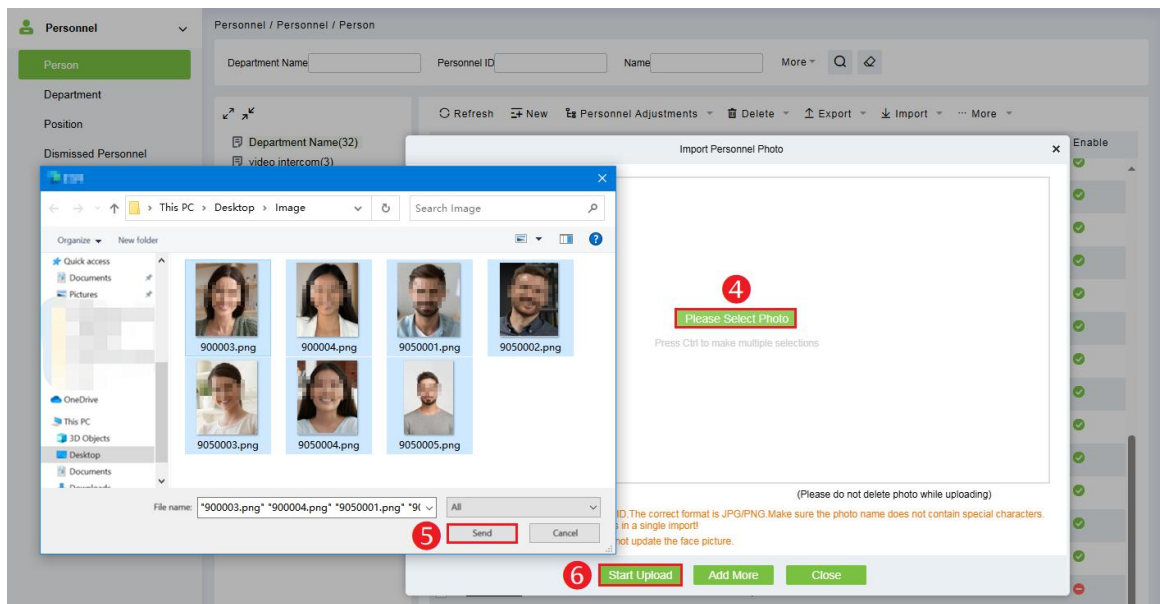 Personnel
Personnel / Personnel / Person
Person
Department
Position
Dismissed Personnel
Department Name
Personnel ID
Name
More
Refresh
New
Personnel Adjustments
Delete
Export
Import
··· More
Department Name(32)
video intercom(3)
Enable
Import Personnel Photo
×
This PC > Desktop > Image
Search Image
Organize
New folder
Quick access
Documents
Pictures
OneDrive
This PC
3D Objects
Desktop
Documents
Downloads
900003.png
900004.png
9050001.png
9050002.png
9050003.png
9050004.png
9050005.png
File name:
"900003.png" "900004.png" "9050001.png" "9(
All
5
Send
Cancel
4
Please Select Photo
Press Ctrl to make multiple selections
(Please do not delete photo while uploading)
ID.The correct format is JPG/PNG.Make sure the photo name does not contain special characters.
in a single import!
not update the face picture.
6
Start Upload
Add More
Close